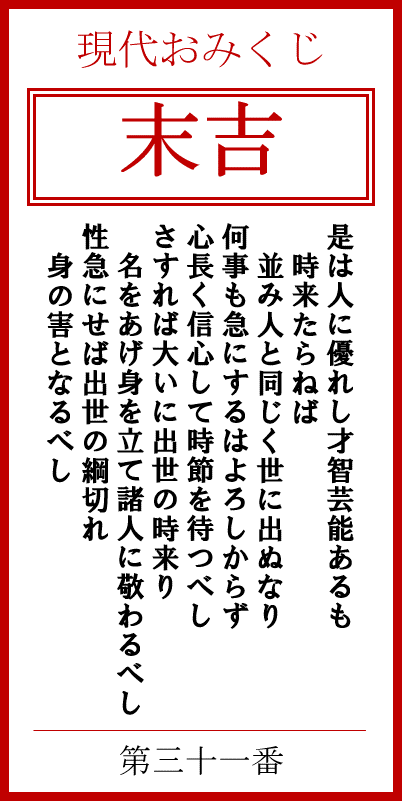 現代おみくじ
末吉
是は人に優れし才智芸能あるも
時来たらねば
並み人と同じく世に出ぬなり
何事も急にするはよろしからず
心長く信心して時節を待つべし
さすれば大いに出世の時来り
名をあげ身を立て諸人に敬わるべし
性急にせば出世の綱切れ
身の害となるべし
第三十一番